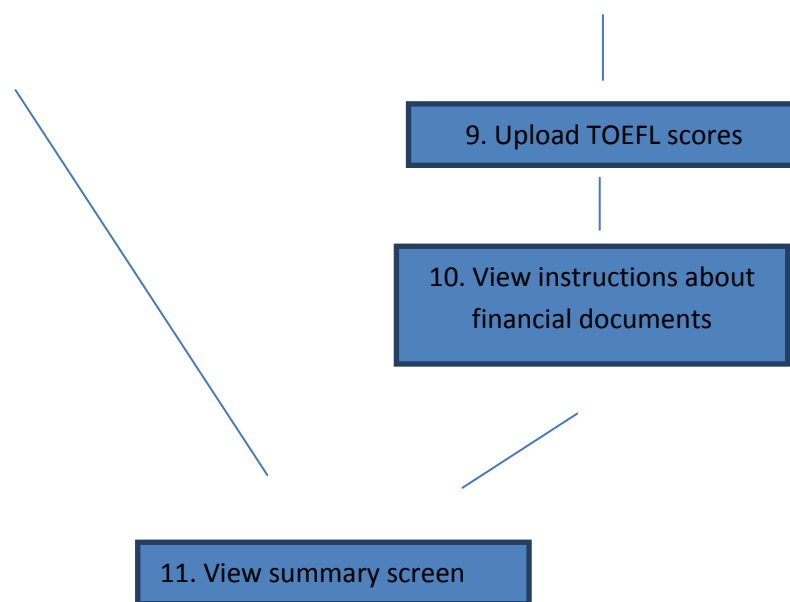 9. Upload TOEFL scores
10. View instructions about
financial documents
11. View summary screen